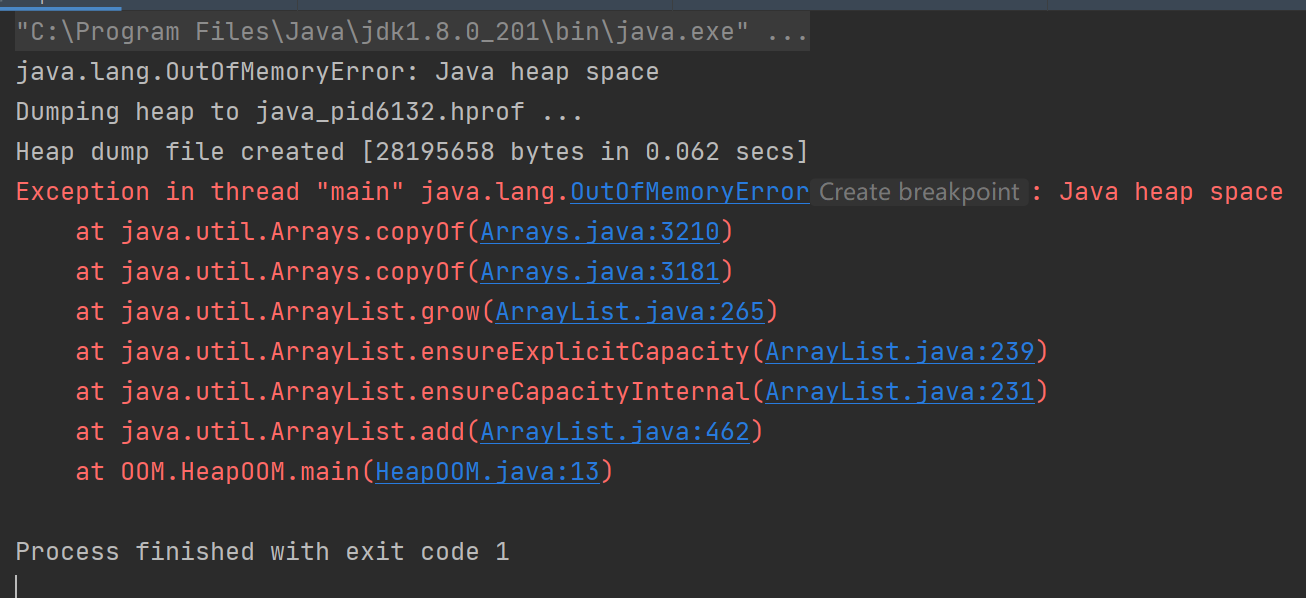 "C:\Program Files\Java\jdk1.8.0_201\bin\java.exe" ...
java.lang.OutOfMemoryError: Java heap space
Dumping heap to java_pid6132.hprof ...
Heap dump file created [28195658 bytes in 0.062 secs]
Exception in thread "main" java.lang.OutOfMemoryError Create breakpoint : Java heap space
    at java.util.Arrays.copyOf(Arrays.java:3210)
    at java.util.Arrays.copyOf(Arrays.java:3181)
    at java.util.ArrayList.grow(ArrayList.java:265)
    at java.util.ArrayList.ensureExplicitCapacity(ArrayList.java:239)
    at java.util.ArrayList.ensureCapacityInternal(ArrayList.java:231)
    at java.util.ArrayList.add(ArrayList.java:462)
    at OOM.HeapOOM.main(HeapOOM.java:13)
Process finished with exit code 1